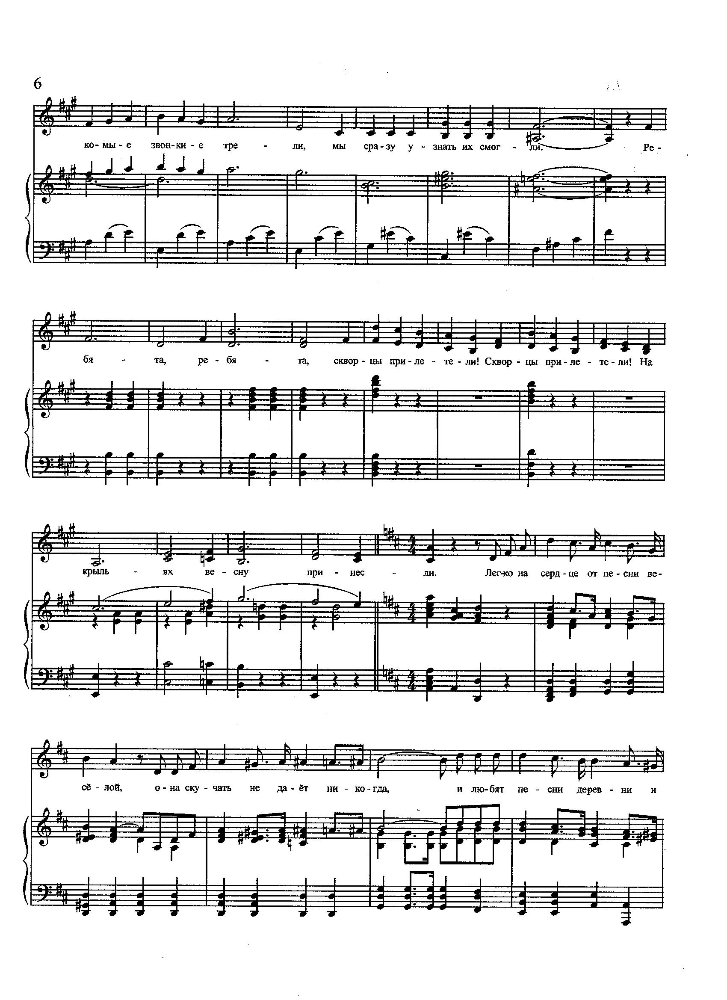 6
ко - мы - е звон - ки - е тре - ли, мы сра - зу у - знать их смог - ли. Ре -
бя - та, ре - бя - та, сквор - цы при - ле - те - ли! Сквор - цы при - ле - те - ли! На
крыль - ях ве - сну при - нес - ли. Лег - ко на серд - це от пе - сни ве -
сё - лой, о - на ску - чать не да - ёт ни - ко - гда, и лю - бят пе - сни дерев - ни и